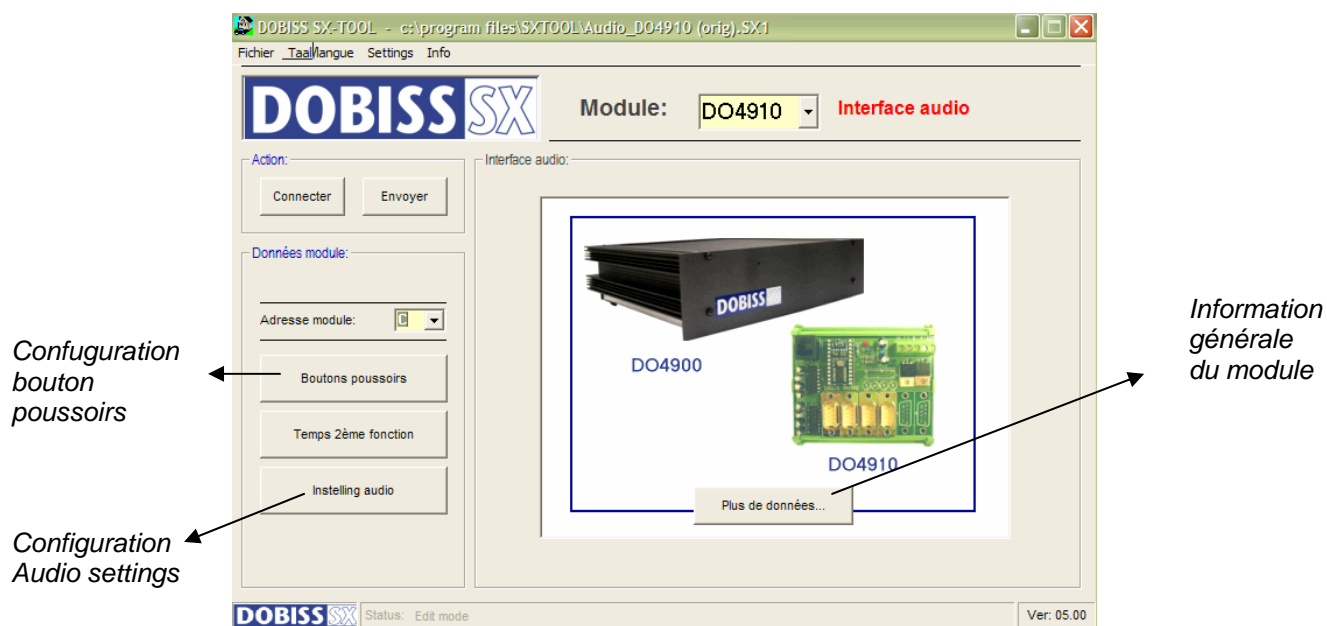 DOBISS SX-TOOL - c:\program files\SXTOOL\Audio_DO4910 (orig).SX1
Fichier Taal/langue Settings Info
DOBISS SX
Module: DO4910 Interface audio
Action:
Connecter Envoyer
Données module:
Adresse module: C
Boutons poussoirs
Temps 2ème fonction
Instelling audio
Interface audio:
DOBISS
DO4900
DO4910
Plus de données...
Confuguration
bouton
poussoirs
Configuration
Audio settings
Information
générale
du module
DOBISS SX Status: Edit mode Ver: 05.00